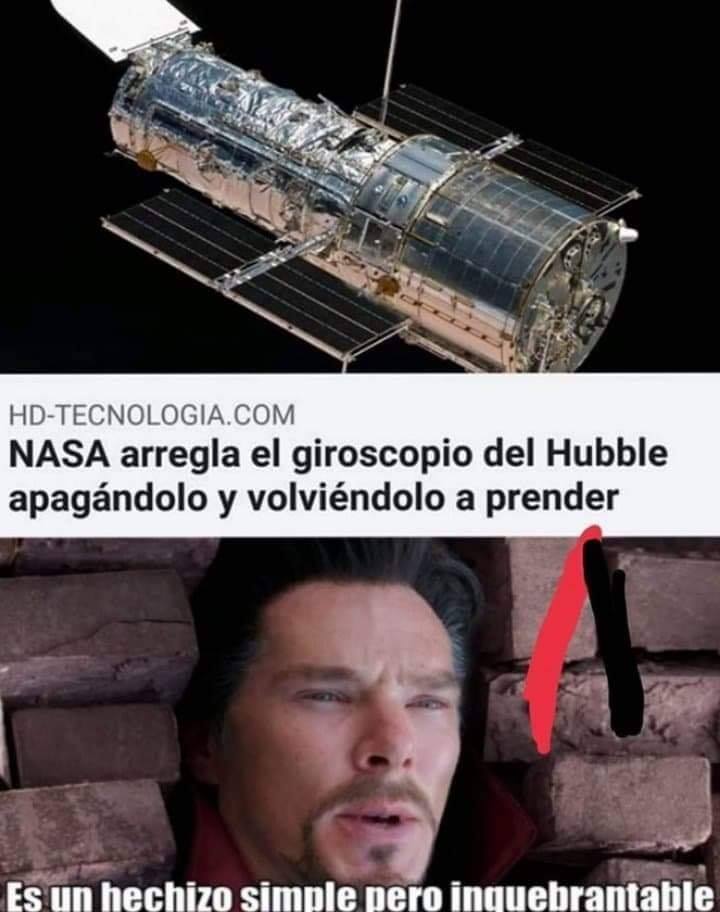 HD-TECNOLOGIA.COM
NASA arregla el giroscopio del Hubble
apagándolo y volviéndolo a prender
Es un hechizo simple pero inquebrantable